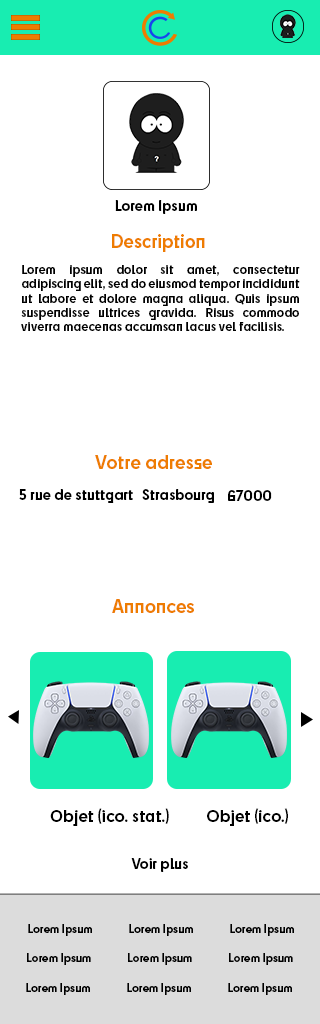 ?
Lorem Ipsum
Description
Lorem ipsum dolor sit amet, consectetur
adipiscing elit, sed do eiusmod tempor incididunt
ut labore et dolore magna aliqua. Quis ipsum
suspendisse ultrices gravida. Risus commodo
viverra maecenas accumsan lacus vel facilisis.
Votre adresse
5 rue de stuttgart Strasbourg 67000
Annonces
Objet (ico. stat.) Objet (ico.)
Voir plus
Lorem Ipsum Lorem Ipsum Lorem Ipsum
Lorem Ipsum Lorem Ipsum Lorem Ipsum
Lorem Ipsum Lorem Ipsum Lorem Ipsum